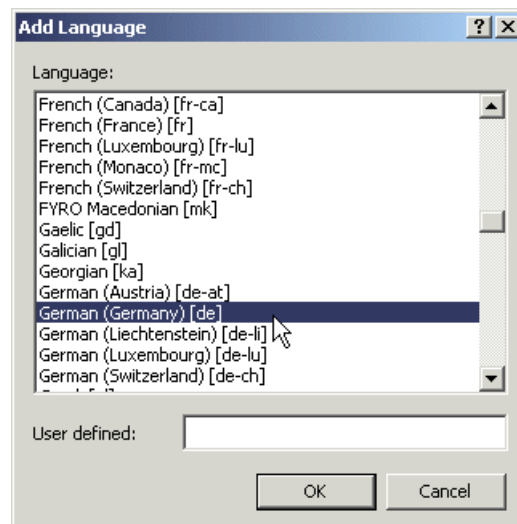 Add Language
Language:
French (Canada) [fr-ca]
French (France) [fr]
French (Luxembourg) [fr-lu]
French (Monaco) [fr-mc]
French (Switzerland) [fr-ch]
FYRO Macedonian [mk]
Gaelic [gd]
Galician [gl]
Georgian [ka]
German (Austria) [de-at]
German (Germany) [de]
German (Liechtenstein) [de-li]
German (Luxembourg) [de-lu]
German (Switzerland) [de-ch]
User defined:
OK Cancel